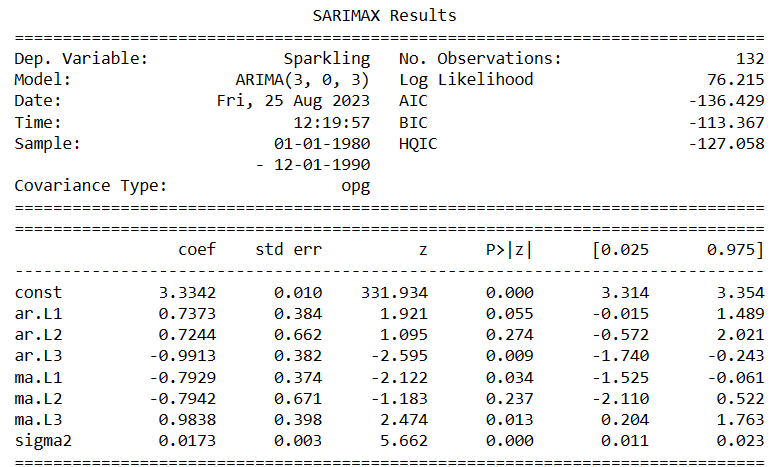 SARIMAX Results
==============================================================================
Dep. Variable:              Sparkling   No. Observations:                  132
Model:                 ARIMA(3, 0, 3)   Log Likelihood                  76.215
Date:                Fri, 25 Aug 2023   AIC                           -136.429
Time:                        12:19:57   BIC                           -113.367
Sample:                    01-01-1980   HQIC                          -127.058
                         - 12-01-1990
Covariance Type:                  opg
==============================================================================
==============================================================================
                 coef    std err          z      P>|z|      [0.025      0.975]
------------------------------------------------------------------------------
const          3.3342      0.010    331.934      0.000       3.314       3.354
ar.L1          0.7373      0.384      1.921      0.055      -0.015       1.489
ar.L2          0.7244      0.662      1.095      0.274      -0.572       2.021
ar.L3         -0.9913      0.382     -2.595      0.009      -1.740      -0.243
ma.L1         -0.7929      0.374     -2.122      0.034      -1.525      -0.061
ma.L2         -0.7942      0.671     -1.183      0.237      -2.110       0.522
ma.L3          0.9838      0.398      2.474      0.013       0.204       1.763
sigma2         0.0173      0.003      5.662      0.000       0.011       0.023
==============================================================================